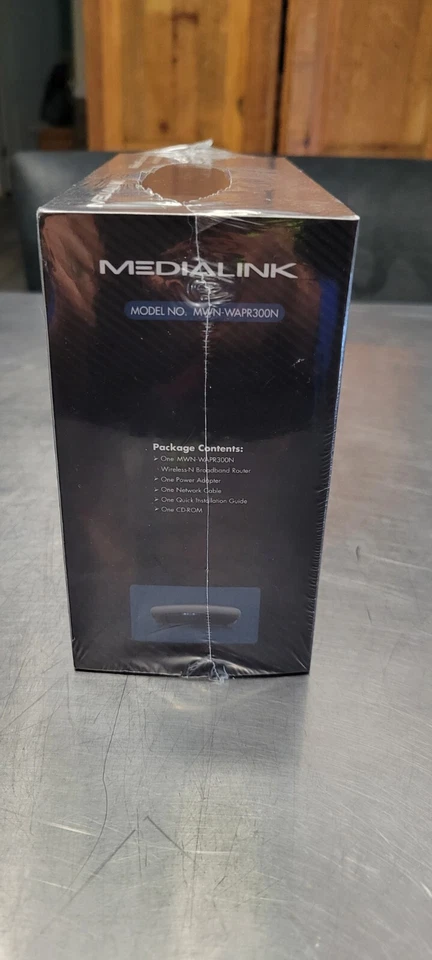 MEDIALINK
MODEL NO. MWN-WAPR300N
Package Contents:
➢ One MWN-WAPR300N
Wireless-N Broadband Router
➢ One Power Adapter
➢ One Network Cable
➢ One Quick Installation Guide
➢ One CD-ROM